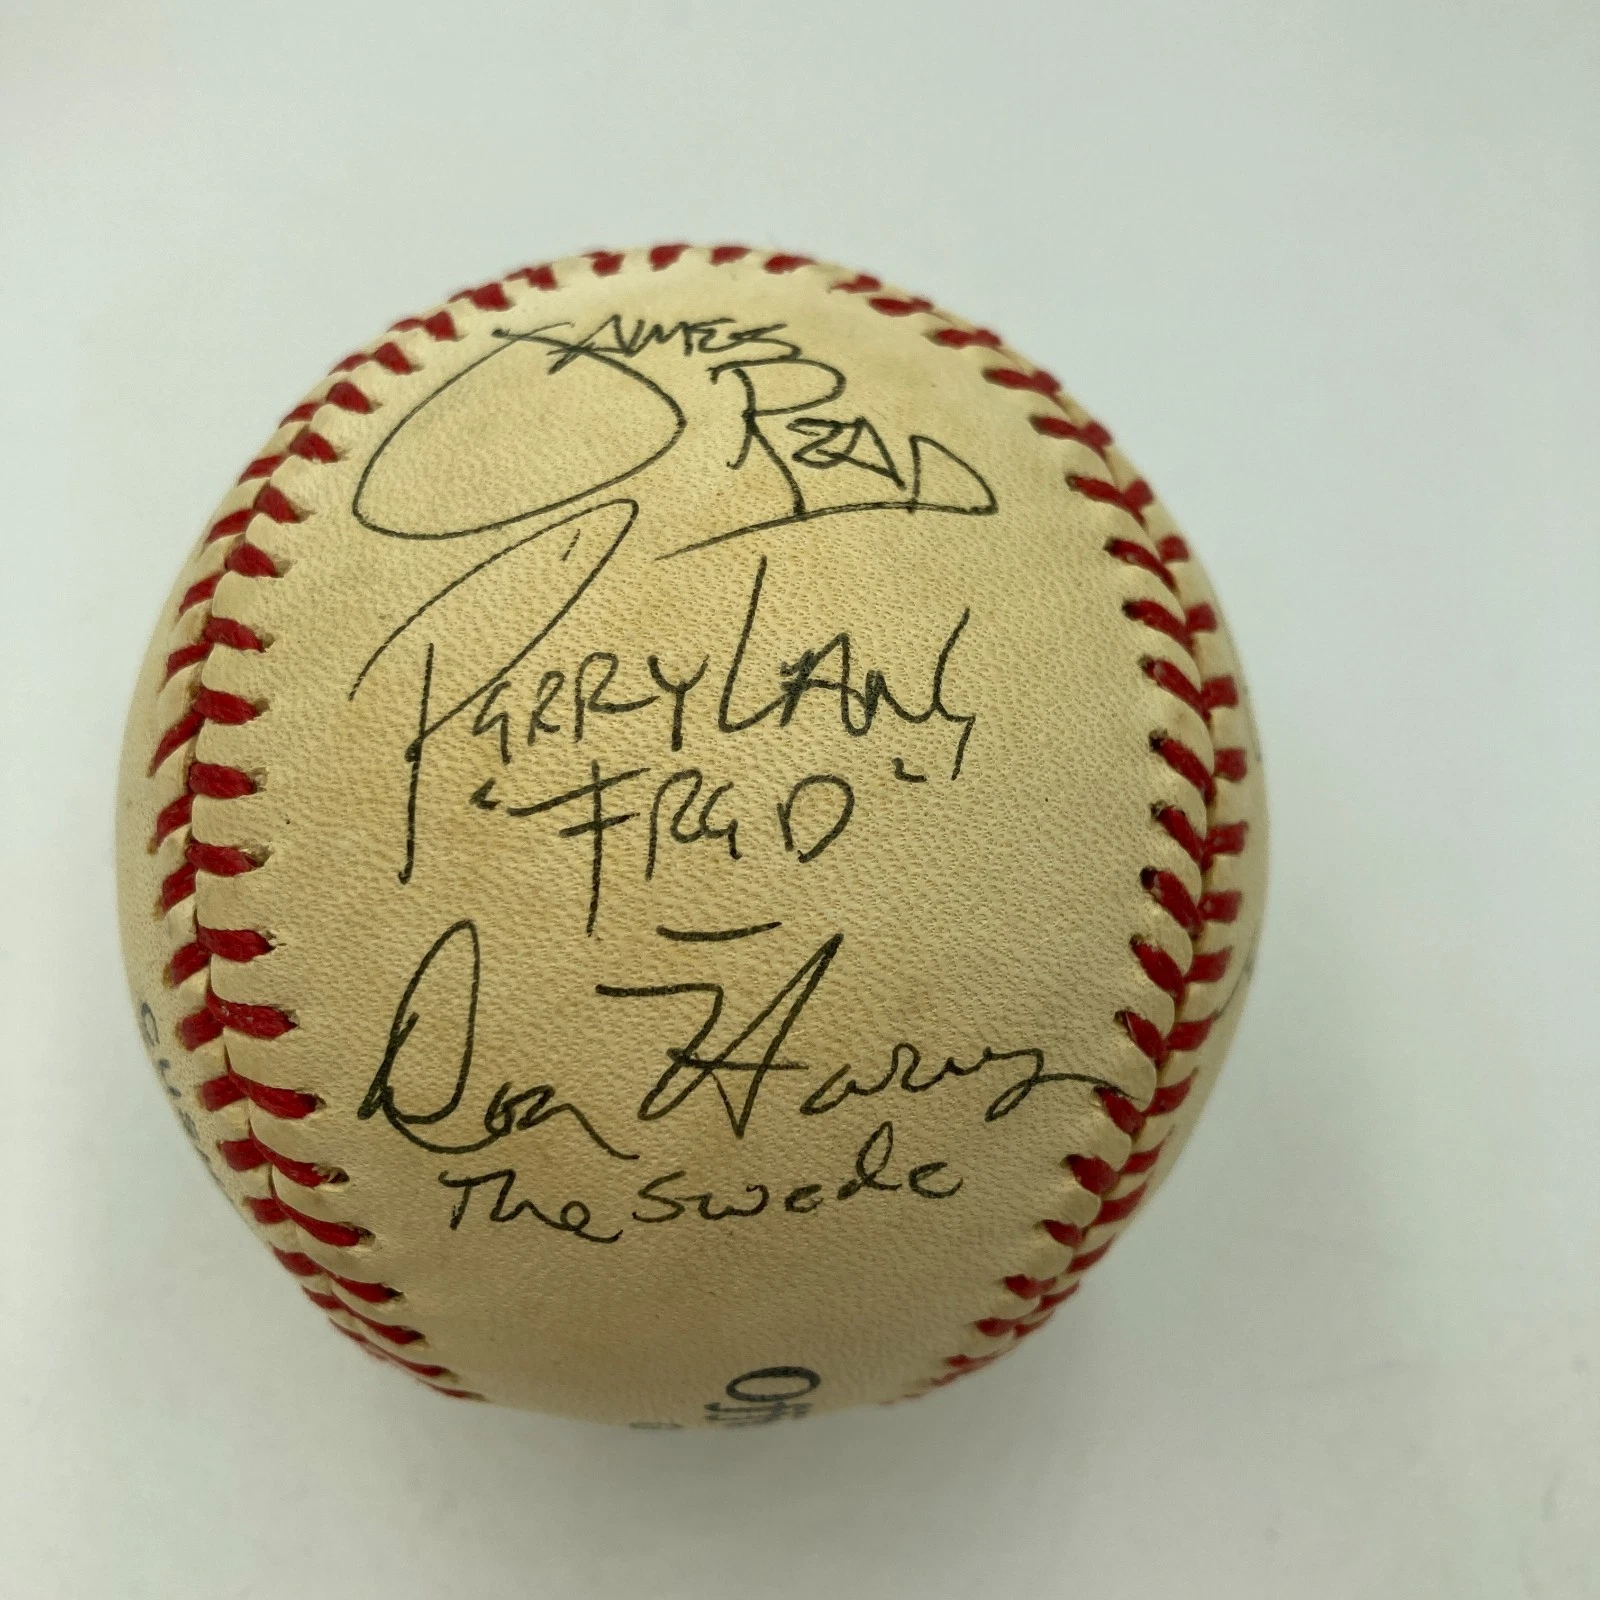 JAMES
READ
PERRY LANG
"FRED"
Don Harvey
The Swede